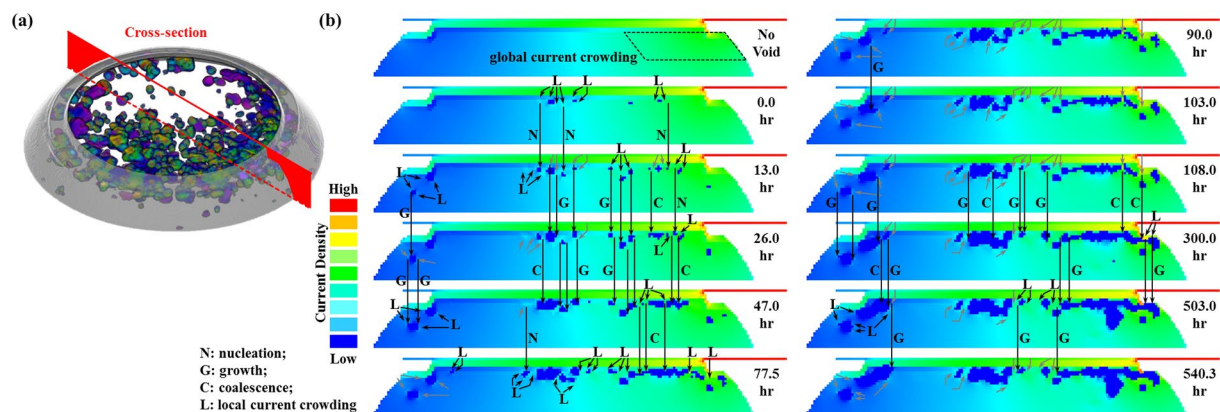 (a)
Cross-section
High
Current Density
Low
N: nucleation;
G: growth;
C: coalescence;
L: local current crowding
(b)
global current crowding
No
Void
L L L
0.0
hr
N N N
L L L L
13.0
hr
L
G G G C N
L
26.0
hr
L
G G C G G C
L
47.0
hr
L
L
N C
L L L L L L
77.5
hr
L L L
90.0
hr
G
103.0
hr
108.0
hr
G G G C G G C C
L
300.0
hr
C G G G
L L
503.0
hr
L
G G G
540.3
hr